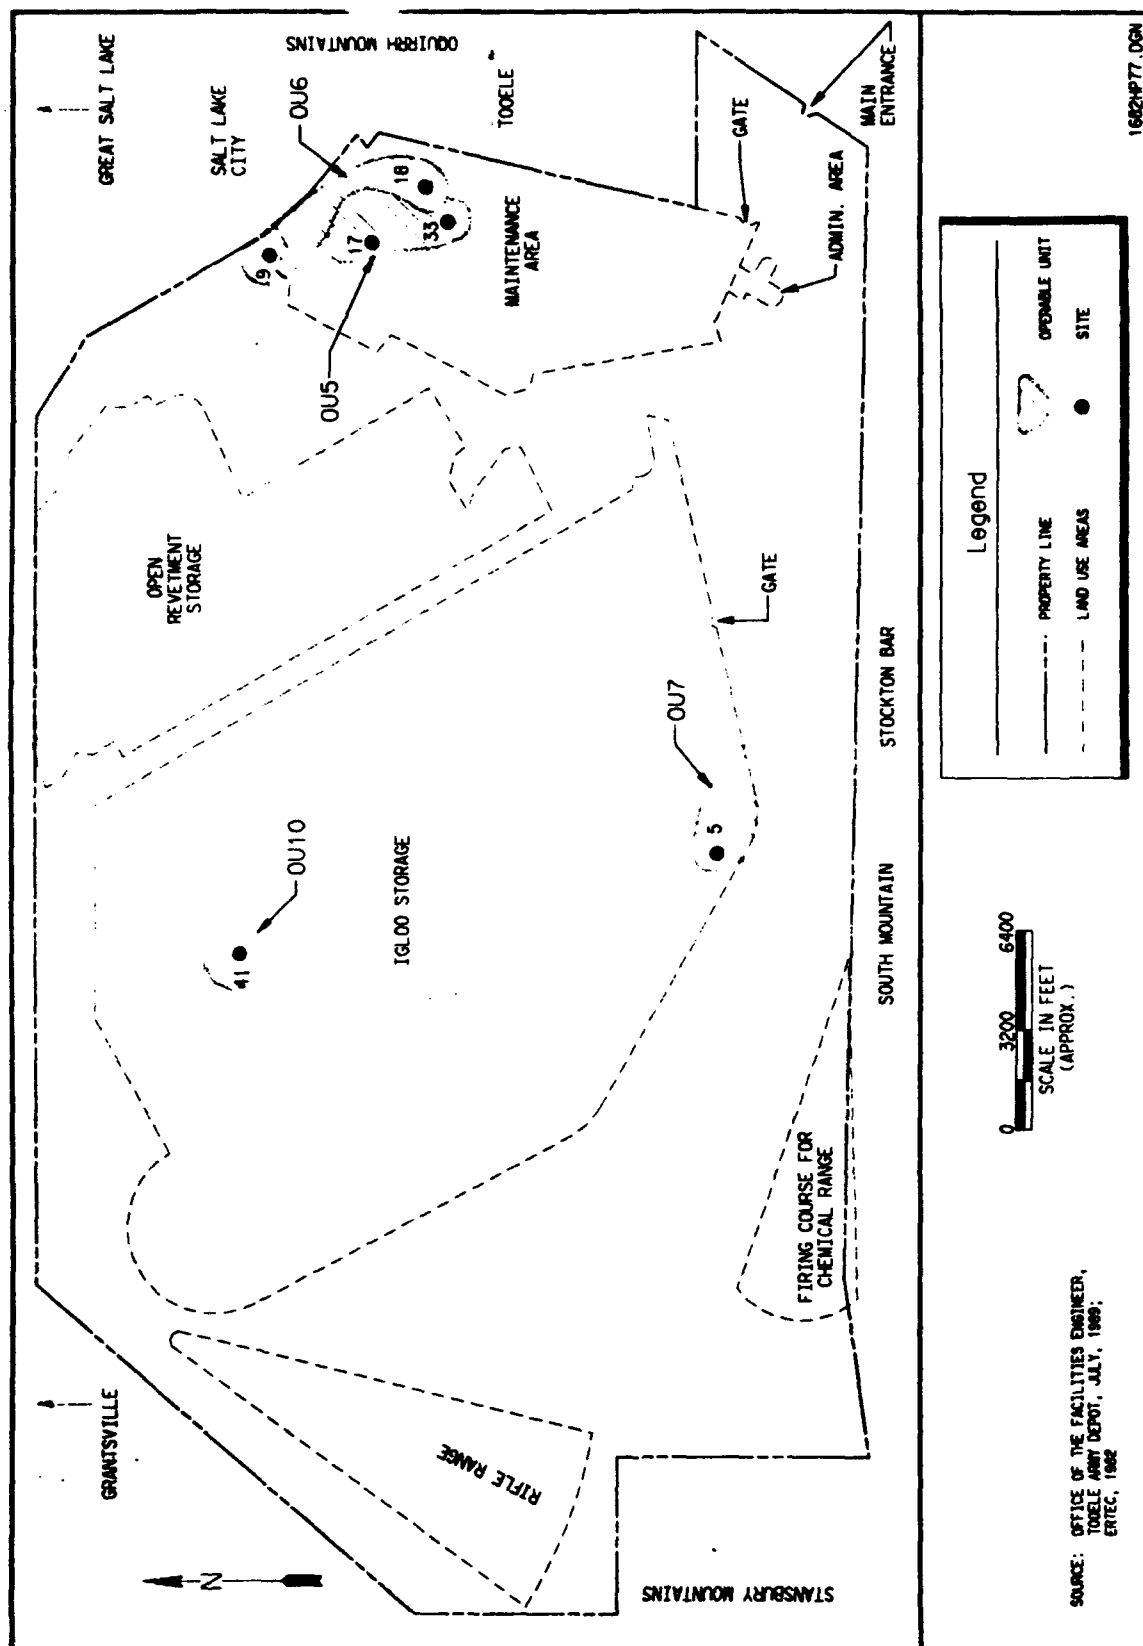 GREAT SALT LAKE
SALT LAKE
CITY
OQUIRRH MOUNTAINS
TOOELE
GRANTSVILLE
N
STANSBURY MOUNTAINS
RIFLE RANGE
OPEN
REVETMENT
STORAGE
IGLOO STORAGE
41
OU10
9
OU6
18
33
17
OU5
MAINTENANCE
AREA
GATE
ADMIN. AREA
MAIN
ENTRANCE
GATE
OU7
5
FIRING COURSE FOR
CHEMICAL RANGE
SOUTH MOUNTAIN
STOCKTON BAR
SOURCE: OFFICE OF THE FACILITIES ENGINEER,
TOOELE ARMY DEPOT, JULY, 1989;
ERTEC, 1982
0 3200 6400
SCALE IN FEET
(APPROX.)
Legend
PROPERTY LINE
OPERABLE UNIT
LAND USE AREAS
SITE
1682HP77.DGN